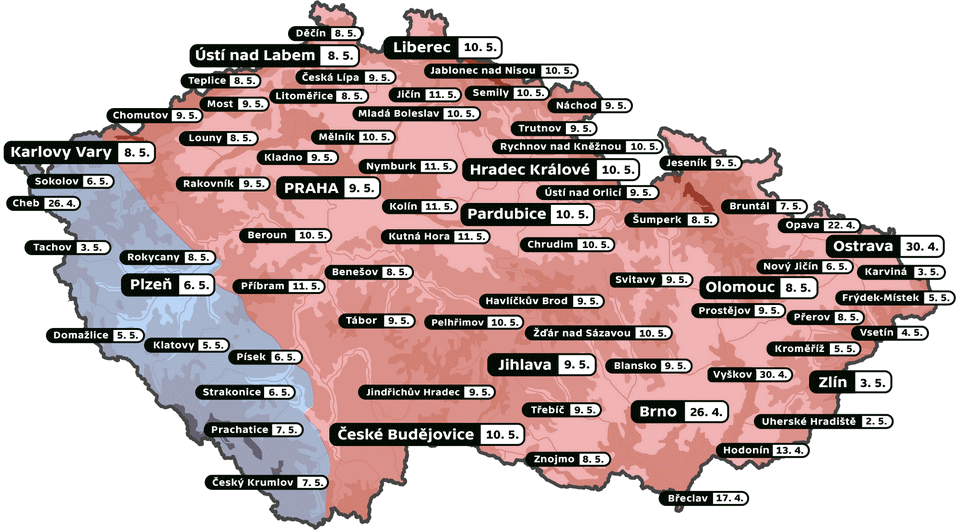 Děčín 8. 5.
Liberec 10. 5.
Ústí nad Labem 8. 5.
Jablonec nad Nisou 10. 5.
Česká Lípa 9. 5.
Teplice 8. 5.
Semily 10. 5.
Jičín 11. 5.
Litoměřice 8. 5.
Most 9. 5.
Náchod 9. 5.
Mladá Boleslav 10. 5.
Chomutov 9. 5.
Trutnov 9. 5.
Mělník 10. 5.
Louny 8. 5.
Rychnov nad Kněžnou 10. 5.
Karlovy Vary 8. 5.
Kladno 9. 5.
Jeseník 9. 5.
Nymburk 11. 5.
Hradec Králové 10. 5.
Sokolov 6. 5.
Rakovník 9. 5.
PRAHA 9. 5.
Ústí nad Orlicí 9. 5.
Cheb 26. 4.
Kolín 11. 5.
Bruntál 7. 5.
Pardubice 10. 5.
Šumperk 8. 5.
Opava 22. 4.
Beroun 10. 5.
Kutná Hora 11. 5.
Chrudim 10. 5.
Tachov 3. 5.
Ostrava 30. 4.
Rokycany 8. 5.
Nový Jičín 6. 5.
Benešov 8. 5.
Karviná 3. 5.
Svitavy 9. 5.
Plzeň 6. 5.
Příbram 11. 5.
Olomouc 8. 5.
Frýdek-Místek 5. 5.
Havlíčkův Brod 9. 5.
Prostějov 9. 5.
Přerov 8. 5.
Tábor 9. 5.
Pelhřimov 10. 5.
Žďár nad Sázavou 10. 5.
Vsetín 4. 5.
Domažlice 5. 5.
Klatovy 5. 5.
Kroměříž 5. 5.
Písek 6. 5.
Jihlava 9. 5.
Blansko 9. 5.
Vyškov 30. 4.
Zlín 3. 5.
Strakonice 6. 5.
Jindřichův Hradec 9. 5.
Třebíč 9. 5.
Brno 26. 4.
Uherské Hradiště 2. 5.
Prachatice 7. 5.
České Budějovice 10. 5.
Hodonín 13. 4.
Znojmo 8. 5.
Český Krumlov 7. 5.
Břeclav 17. 4.